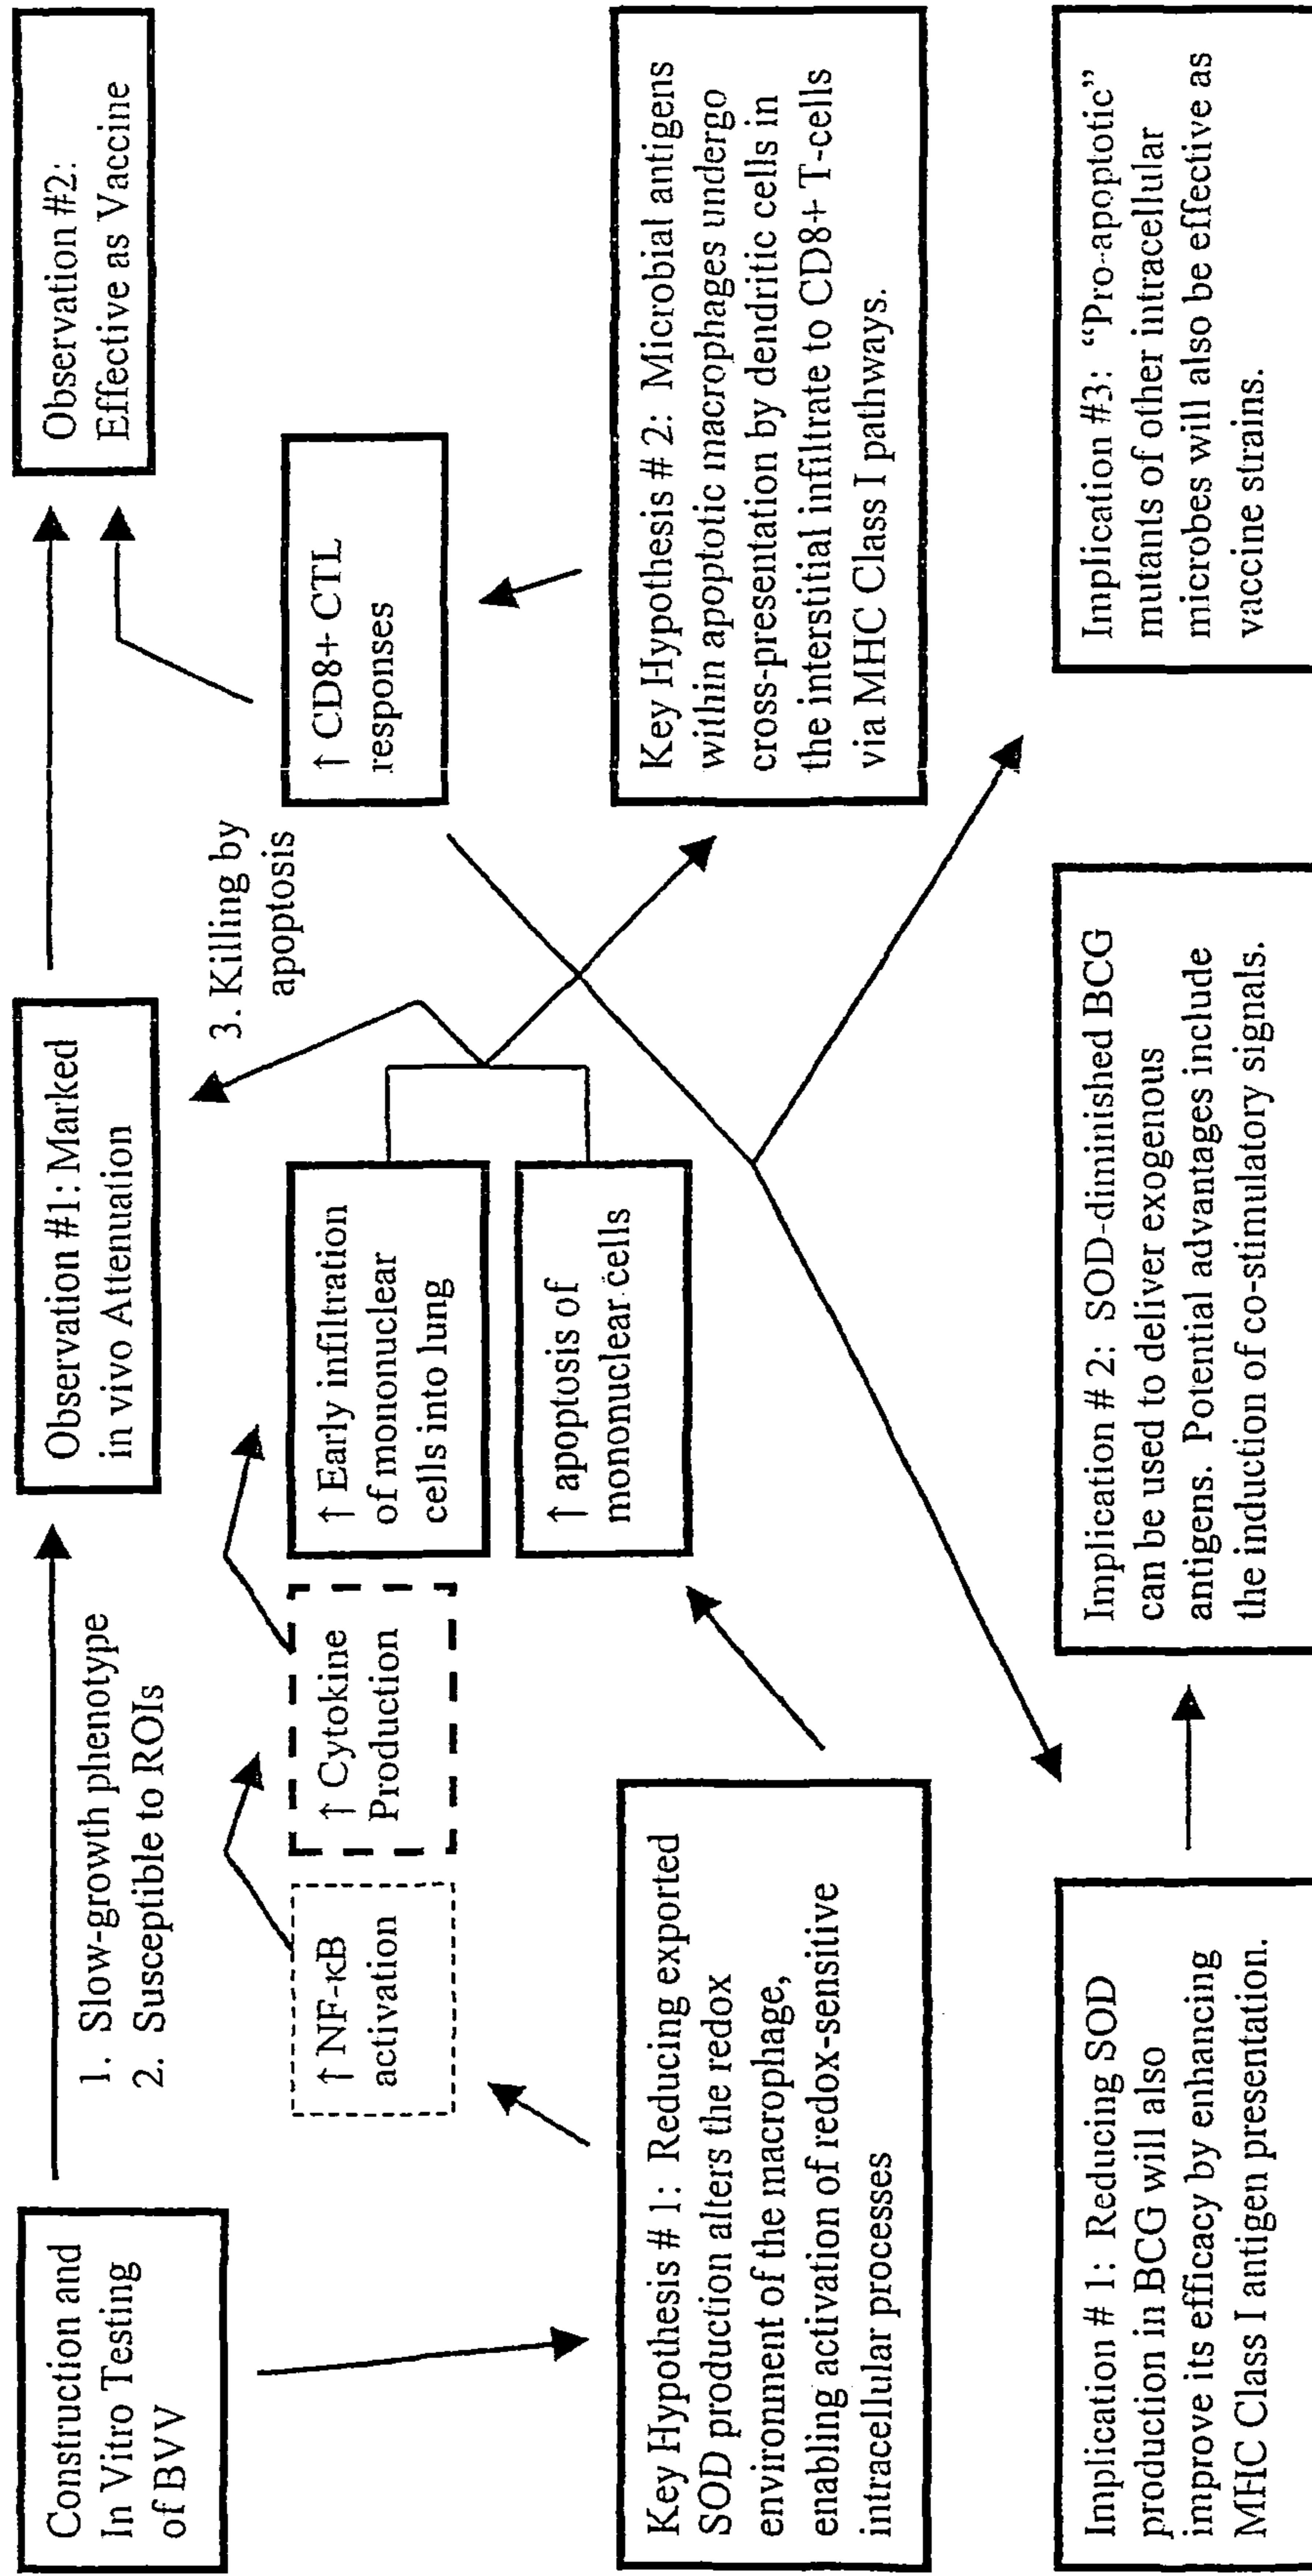 Construction and
In Vitro Testing
of BVV
1. Slow-growth phenotype
2. Susceptible to ROIs
Observation #1: Marked
in vivo Attenuation
Observation #2:
Effective as Vaccine
↑ NF-κB
activation
↑ Cytokine
Production
↑ Early infiltration
of mononuclear
cells into lung
↑ apoptosis of
mononuclear cells
3. Killing by
apoptosis
↑ CD8+ CTL
responses
Key Hypothesis # 1: Reducing exported
SOD production alters the redox
environment of the macrophage,
enabling activation of redox-sensitive
intracellular processes
Key Hypothesis # 2: Microbial antigens
within apoptotic macrophages undergo
cross-presentation by dendritic cells in
the interstitial infiltrate to CD8+ T-cells
via MHC Class I pathways.
Implication # 1: Reducing SOD
production in BCG will also
improve its efficacy by enhancing
MHC Class I antigen presentation.
Implication # 2: SOD-diminished BCG
can be used to deliver exogenous
antigens. Potential advantages include
the induction of co-stimulatory signals.
Implication #3: “Pro-apoptotic”
mutants of other intracellular
microbes will also be effective as
vaccine strains.